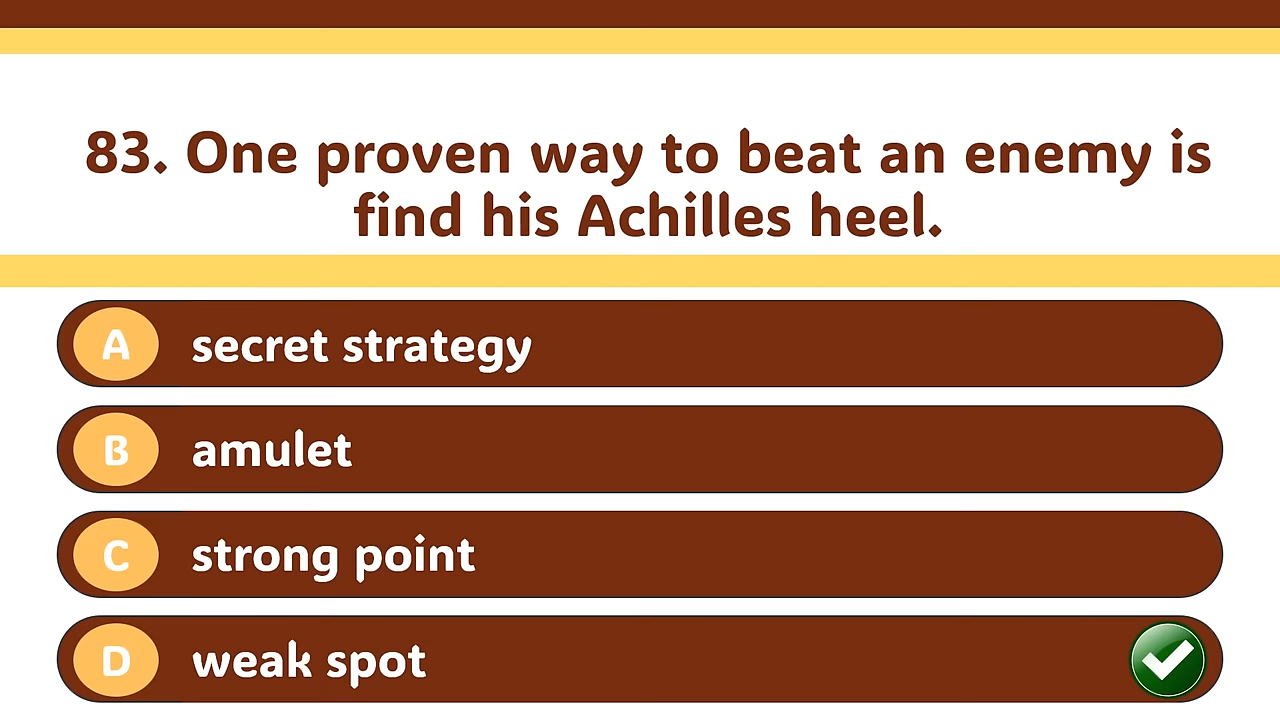 83. One proven way to beat an enemy is
find his Achilles heel.
A secret strategy
B amulet
C strong point
D weak spot